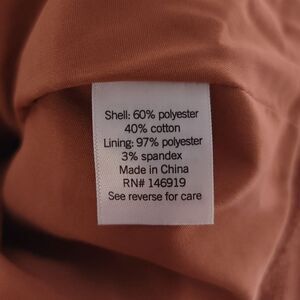 Shell: 60% polyester
40% cotton
Lining: 97% polyester
3% spandex
Made in China
RN# 146919
See reverse for care